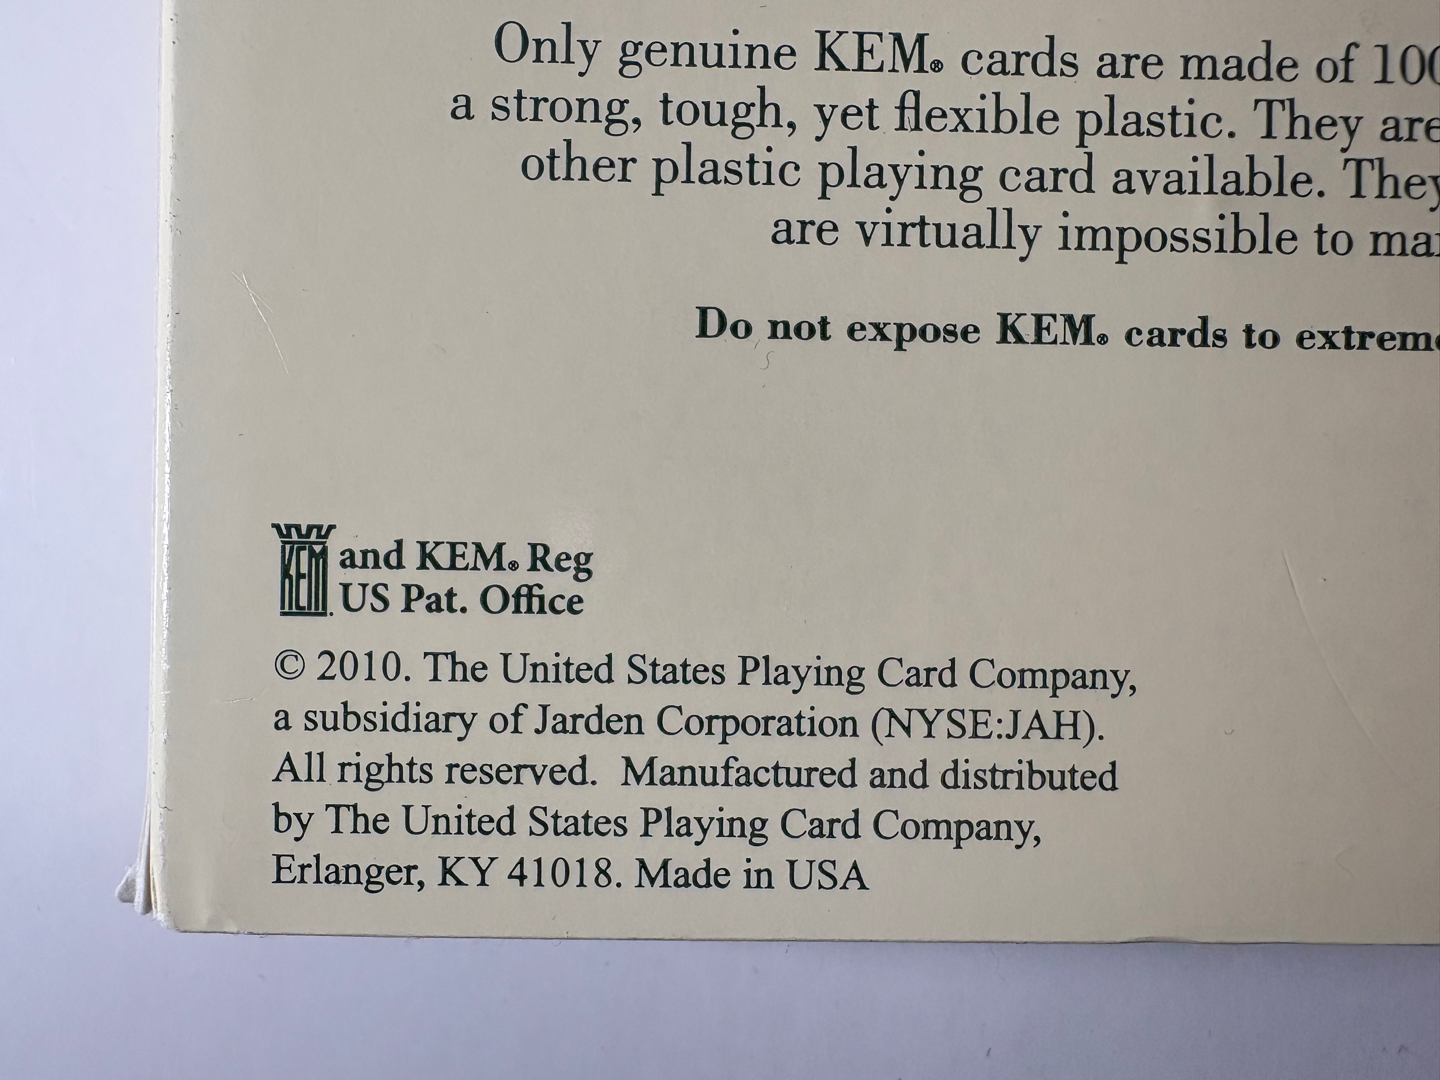 Only genuine KEM® cards are made of 100
a strong, tough, yet flexible plastic. They are
other plastic playing card available. They
are virtually impossible to mar
Do not expose KEM® cards to extreme
KEM and KEM® Reg
US Pat. Office
© 2010. The United States Playing Card Company,
a subsidiary of Jarden Corporation (NYSE:JAH).
All rights reserved. Manufactured and distributed
by The United States Playing Card Company,
Erlanger, KY 41018. Made in USA